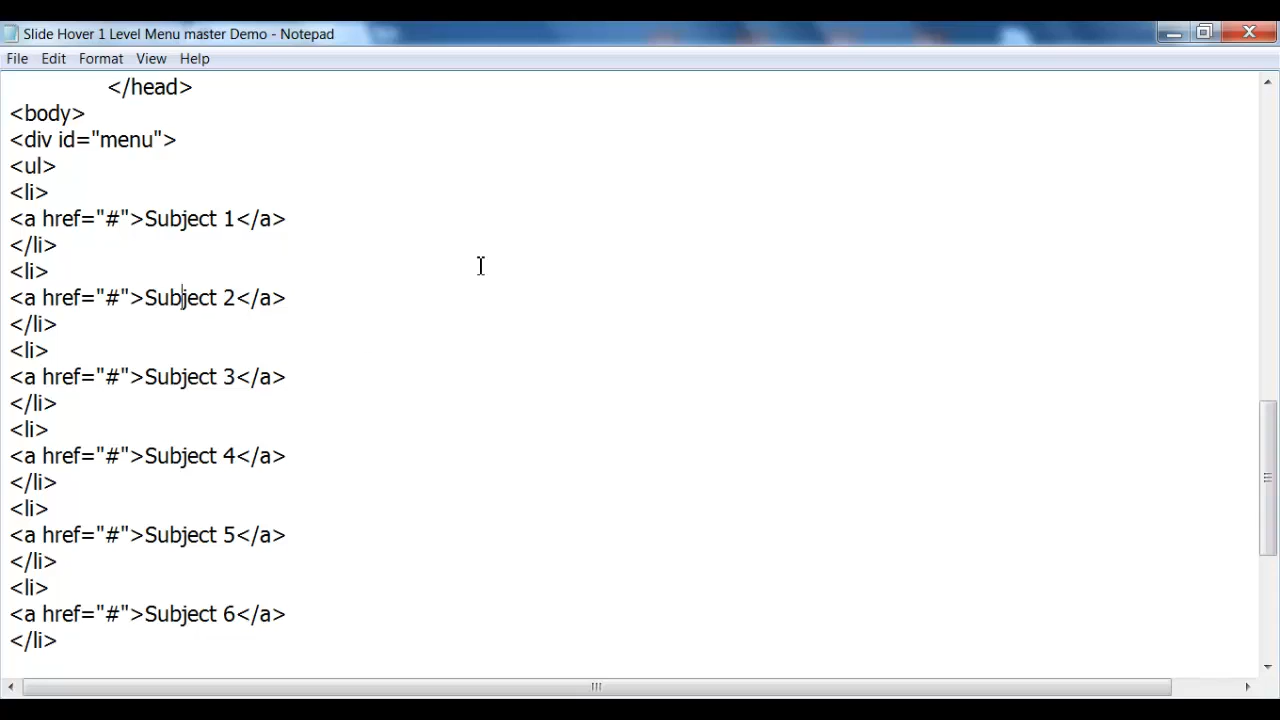 Slide Hover 1 Level Menu master Demo - Notepad
File Edit Format View Help
</head>
<body>
<div id="menu">
<ul>
<li>
<a href="#">Subject 1</a>
</li>
<li>
<a href="#">Subject 2</a>
</li>
<li>
<a href="#">Subject 3</a>
</li>
<li>
<a href="#">Subject 4</a>
</li>
<li>
<a href="#">Subject 5</a>
</li>
<li>
<a href="#">Subject 6</a>
</li>